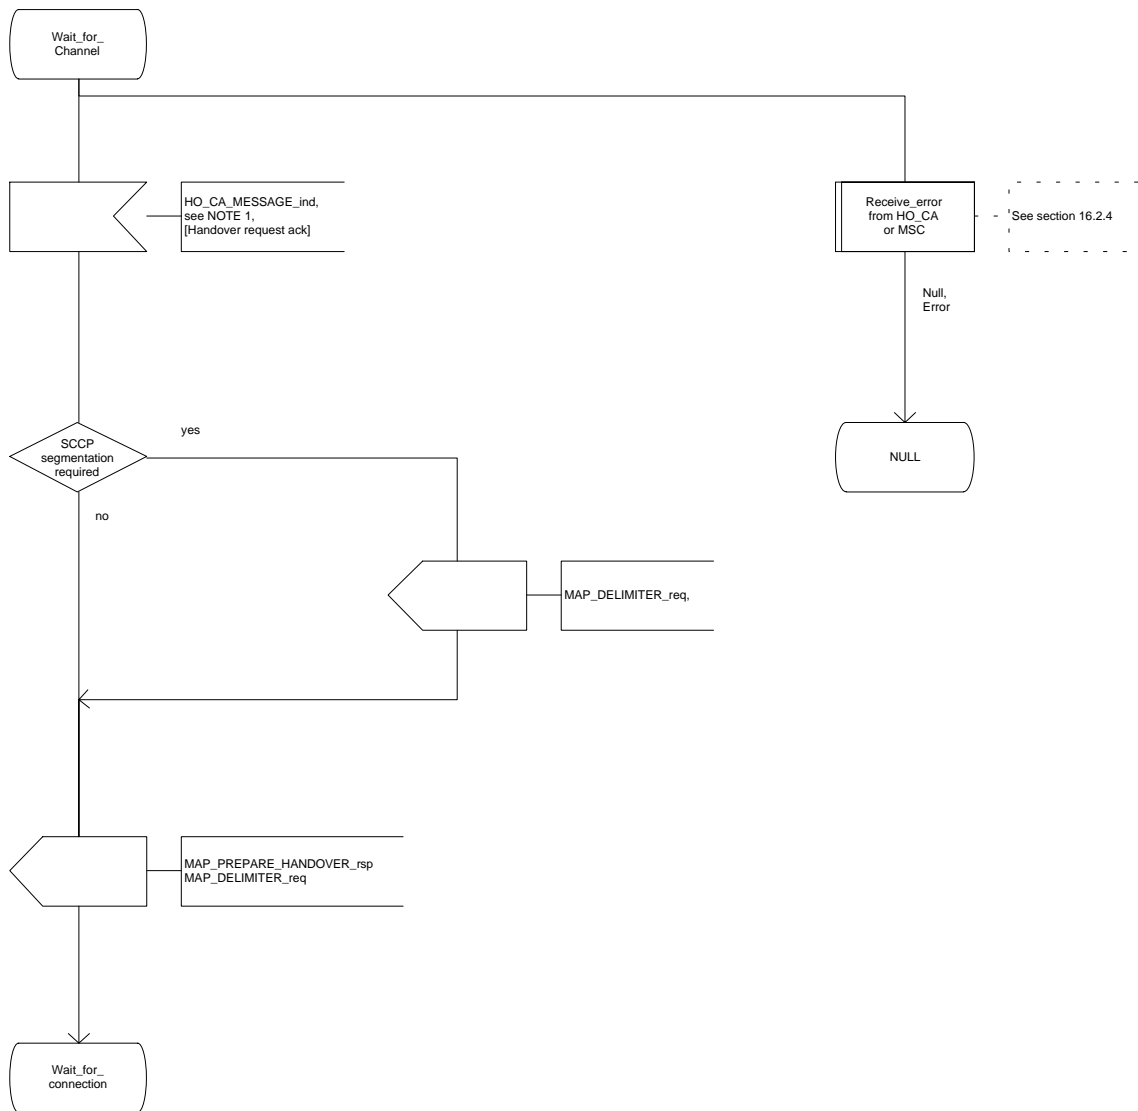 Wait_for_
Channel
HO_CA_MESSAGE_ind,
see NOTE 1,
[Handover request ack]
Receive_error
from HO_CA
or MSC
See section 16.2.4
Null,
Error
SCCP
segmentation
required
yes
NULL
no
MAP_DELIMITER_req,
MAP_PREPARE_HANDOVER_rsp
MAP_DELIMITER_req
Wait_for_
connection